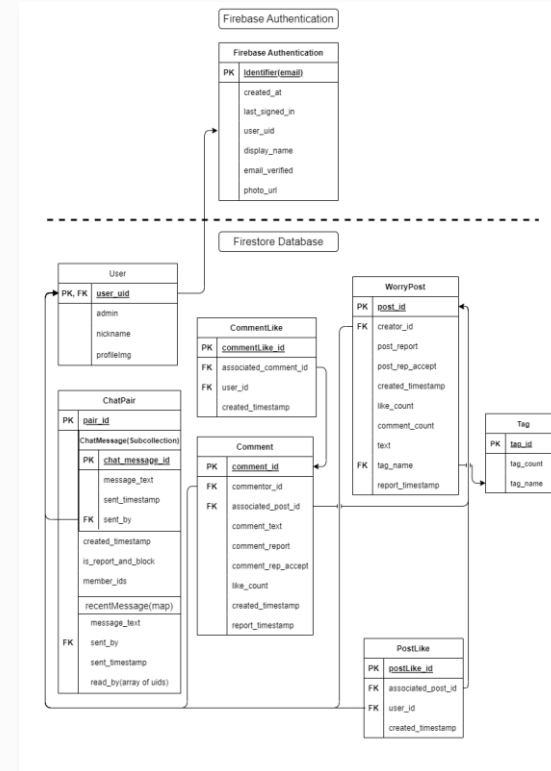 Firebase Authentication
Firebase Authentication
PK Identifier(email)
created_at
last_signed_in
user_uid
display_name
email_verified
photo_url
Firestore Database
User
PK, FK user_uid
admin
nickname
profileImg
ChatPair
PK pair_id
ChatMessage(Subcollection)
PK chat_message_id
message_text
sent_timestamp
FK sent_by
created_timestamp
is_report_and_block
member_ids
recentMessage(map)
message_text
FK sent_by
sent_timestamp
read_by(array of uids)
CommentLike
PK commentLike_id
FK associated_comment_id
FK user_id
created_timestamp
Comment
PK comment_id
FK commentor_id
FK associated_post_id
comment_text
comment_report
comment_rep_accept
like_count
created_timestamp
report_timestamp
WorryPost
PK post_id
FK creator_id
post_report
post_rep_accept
created_timestamp
like_count
comment_count
text
FK tag_name
report_timestamp
Tag
PK tag_id
tag_count
tag_name
PostLike
PK postLike_id
FK associated_post_id
FK user_id
created_timestamp